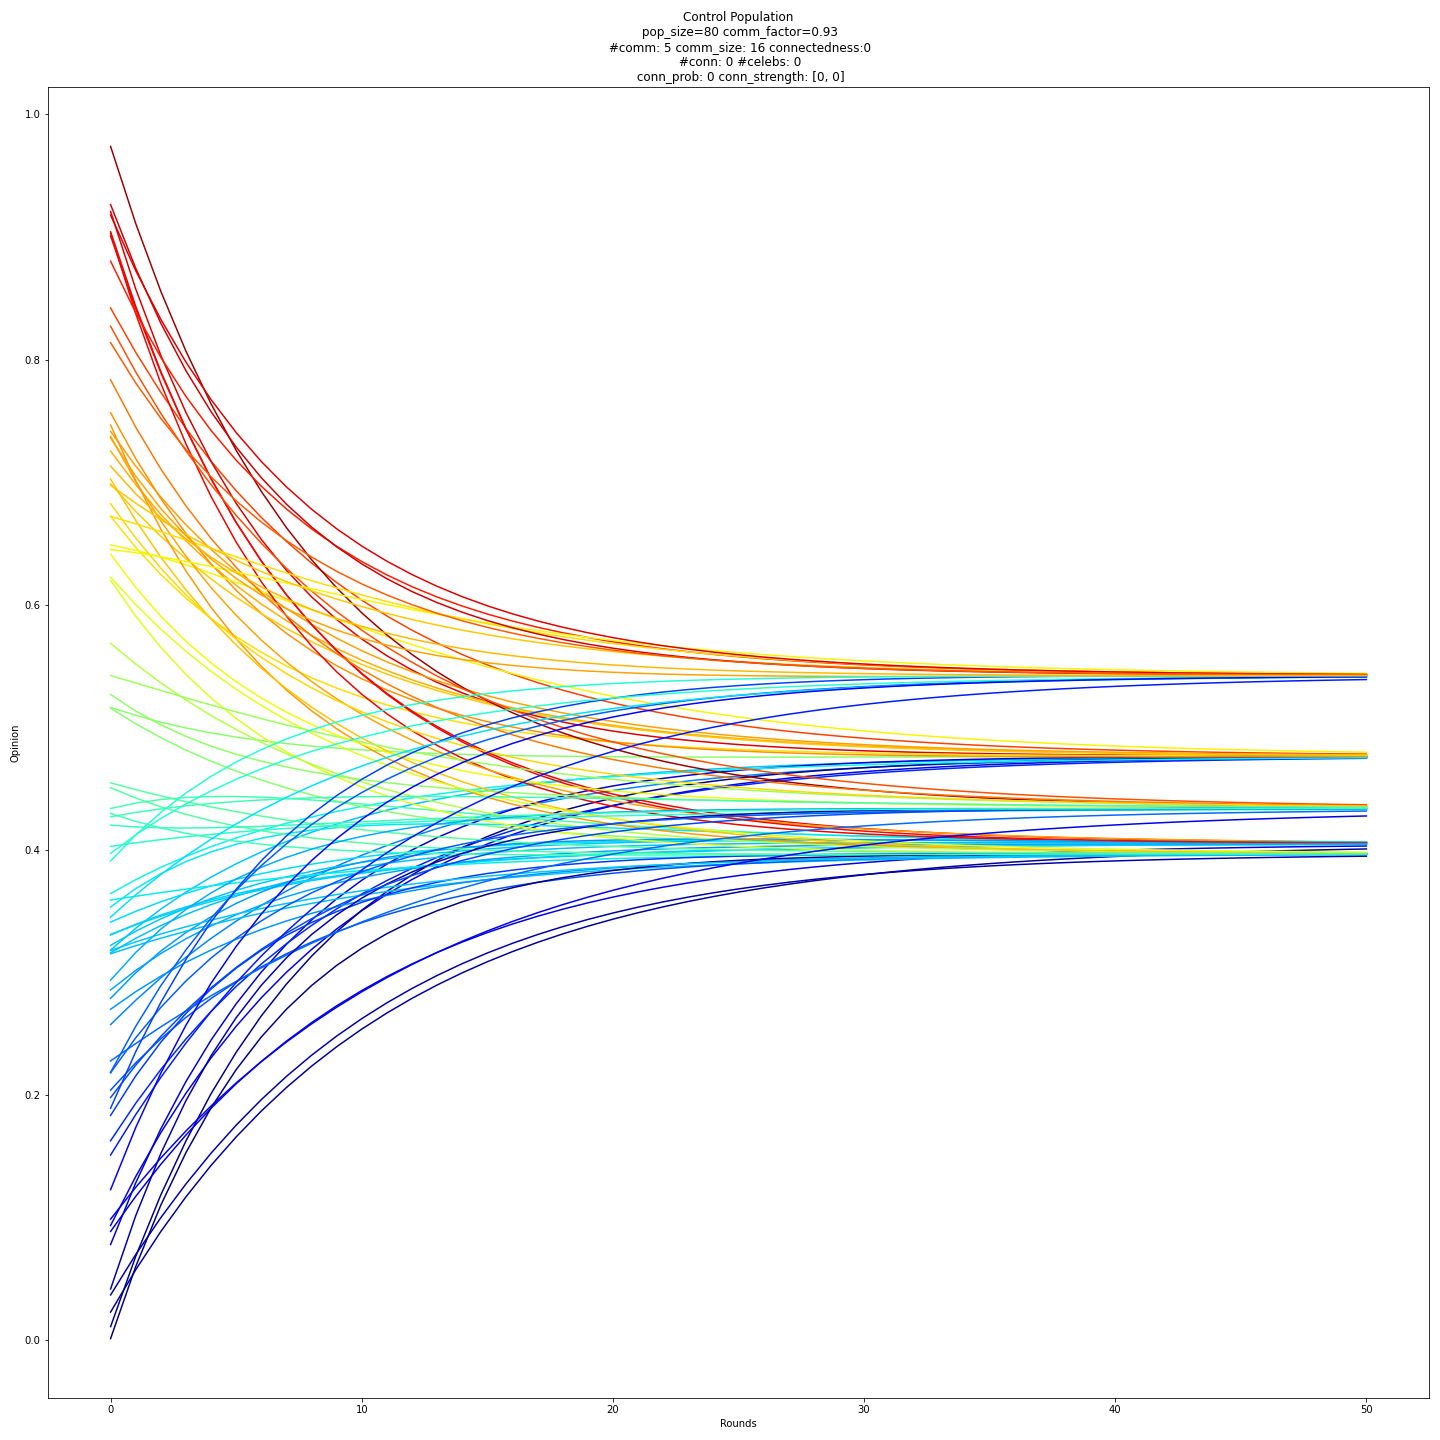 Control Population
pop_size=80 comm_factor=0.93
#comm: 5 comm_size: 16 connectedness:0
#conn: 0 #celebs: 0
conn_prob: 0 conn_strength: [0, 0]
1.0
0.8
0.6
0.4
0.2
0.0
Opinion
0 10 20 30 40 50
Rounds